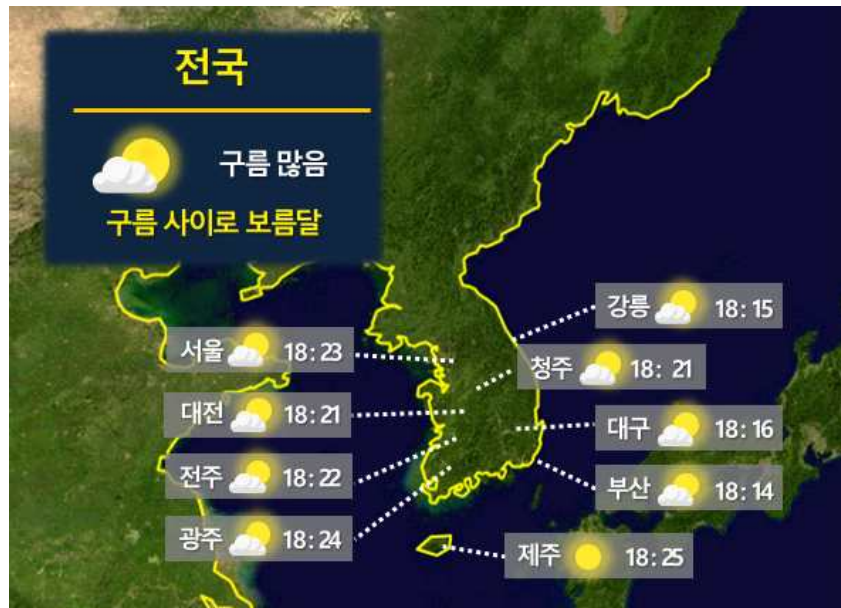 전국
구름 많음
구름 사이로 보름달
강릉 18:15
서울 18:23
청주 18: 21
대전 18:21
대구 18:16
전주 18:22
부산 18:14
광주 18:24
제주 18:25